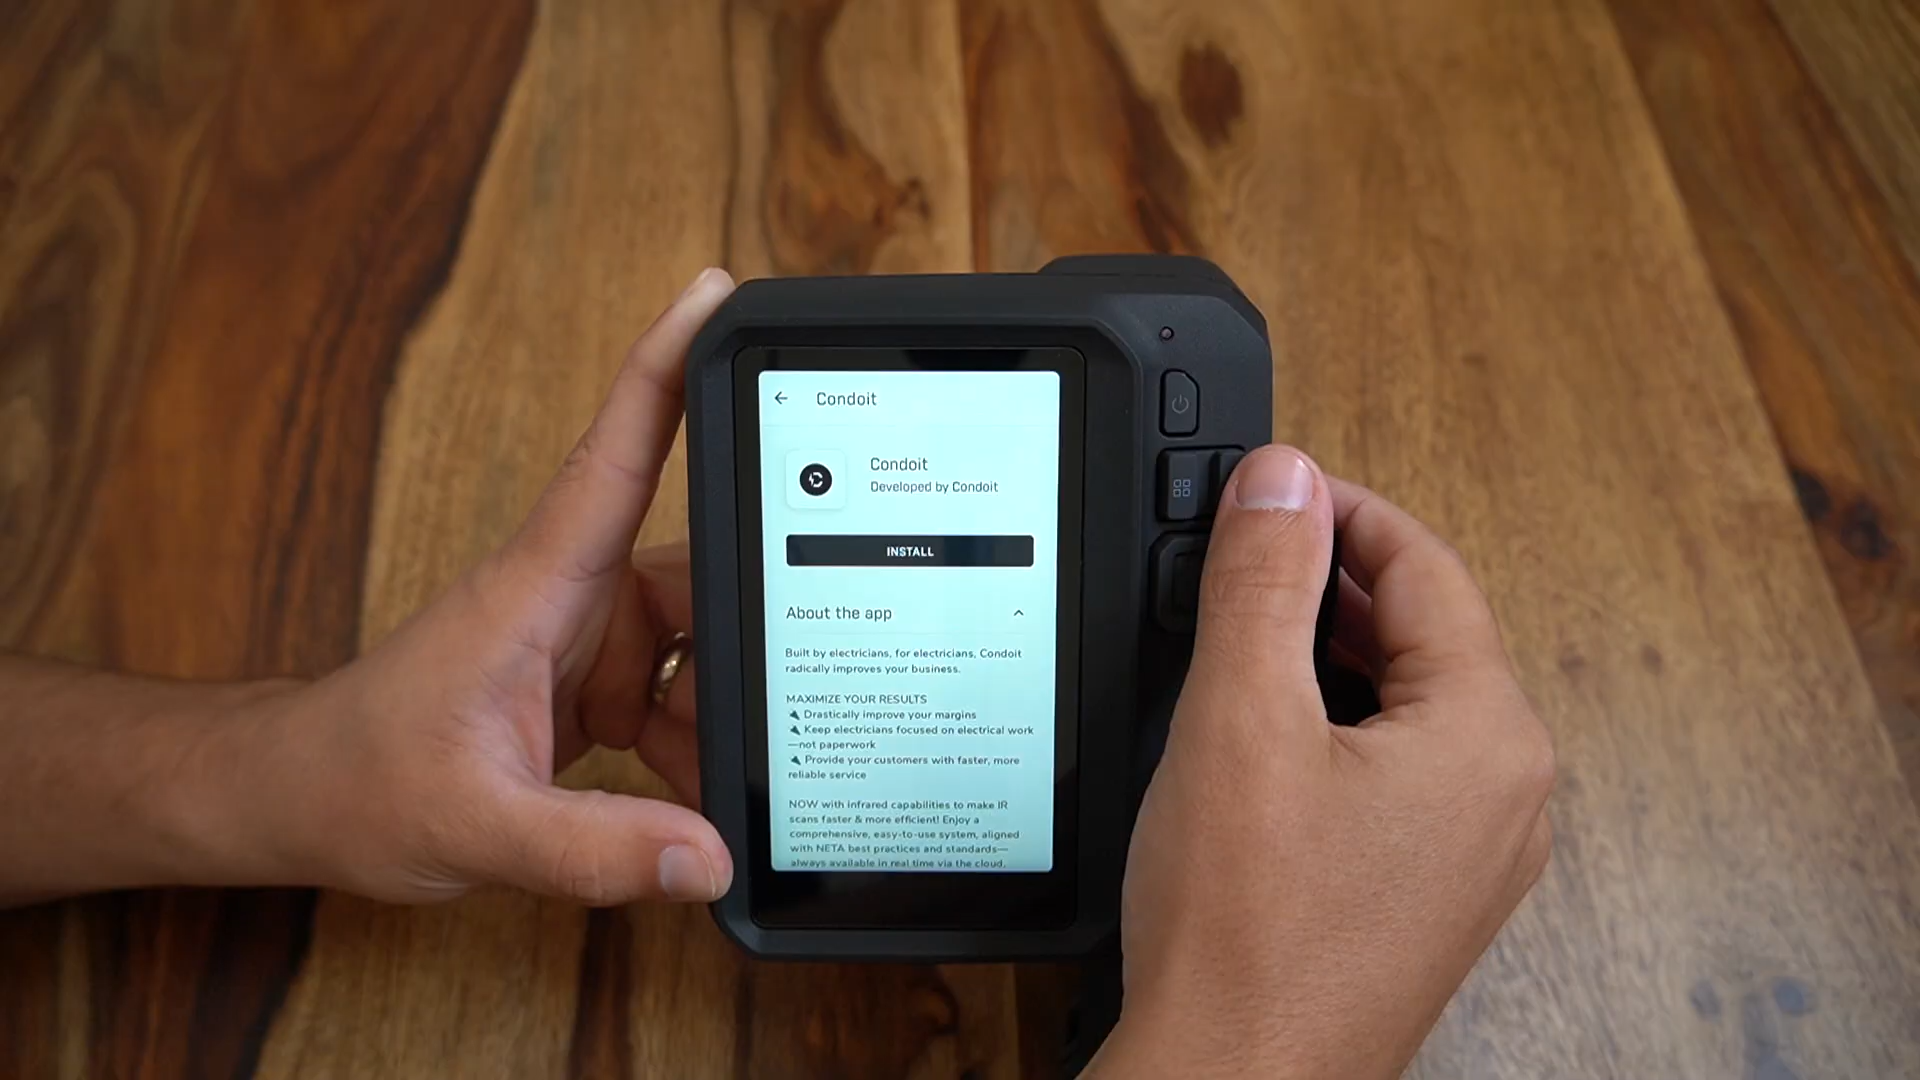 Condoit
Condoit
Developed by Condoit
INSTALL
About the app
Built by electricians, for electricians, Condoit
radically improves your business.
MAXIMIZE YOUR RESULTS
Drastically improve your margins
Keep electricians focused on electrical work
—not paperwork
Provide your customers with faster, more
reliable service
NOW with infrared capabilities to make IR
scans faster & more efficient! Enjoy a
comprehensive, easy-to-use system, aligned
with NETA best practices and standards—
always available in real time via the cloud.